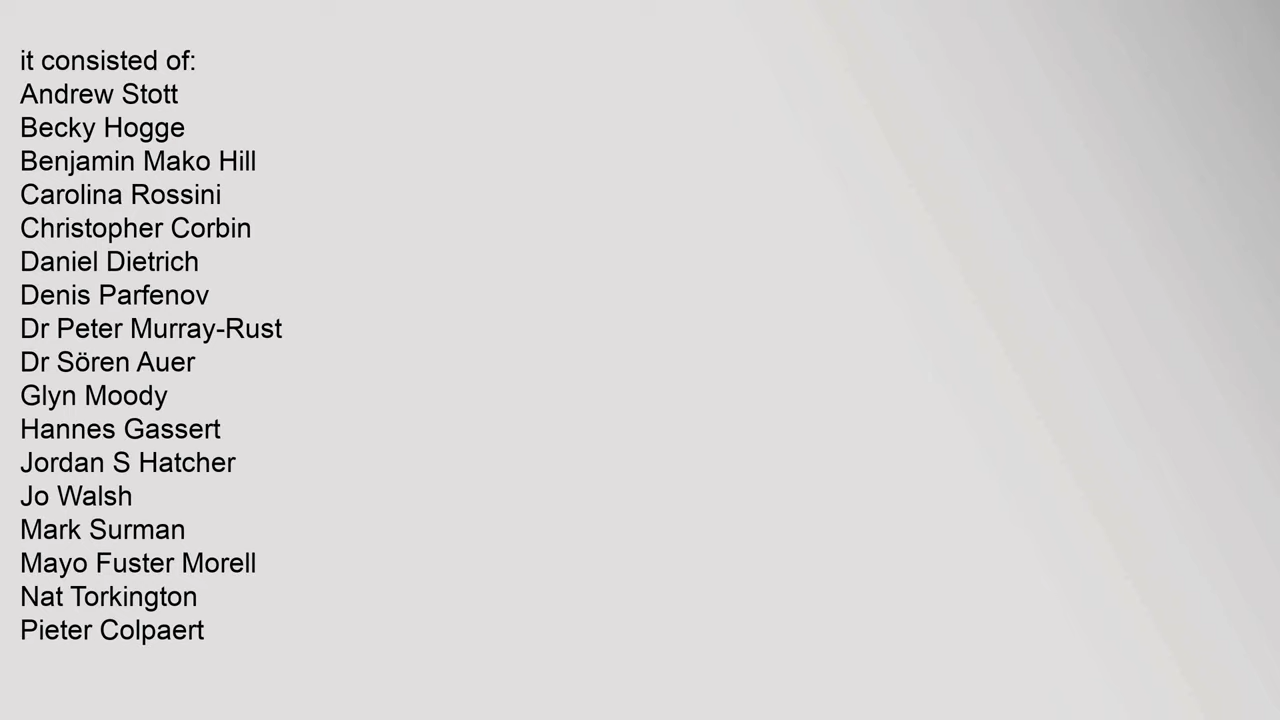 it consisted of:
Andrew Stott
Becky Hogge
Benjamin Mako Hill
Carolina Rossini
Christopher Corbin
Daniel Dietrich
Denis Parfenov
Dr Peter Murray-Rust
Dr Sören Auer
Glyn Moody
Hannes Gassert
Jordan S Hatcher
Jo Walsh
Mark Surman
Mayo Fuster Morell
Nat Torkington
Pieter Colpaert